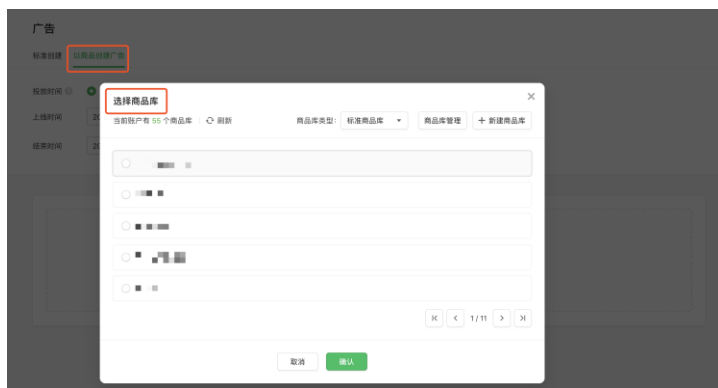 广告
标准创建 以商品创建广告
投放时间
上线时间 20
结束时间 20
选择商品库 ×
当前账户有 55 个商品库 刷新 商品库类型: 标准商品库 商品库管理 + 新建商品库
1 / 11
取消 确认